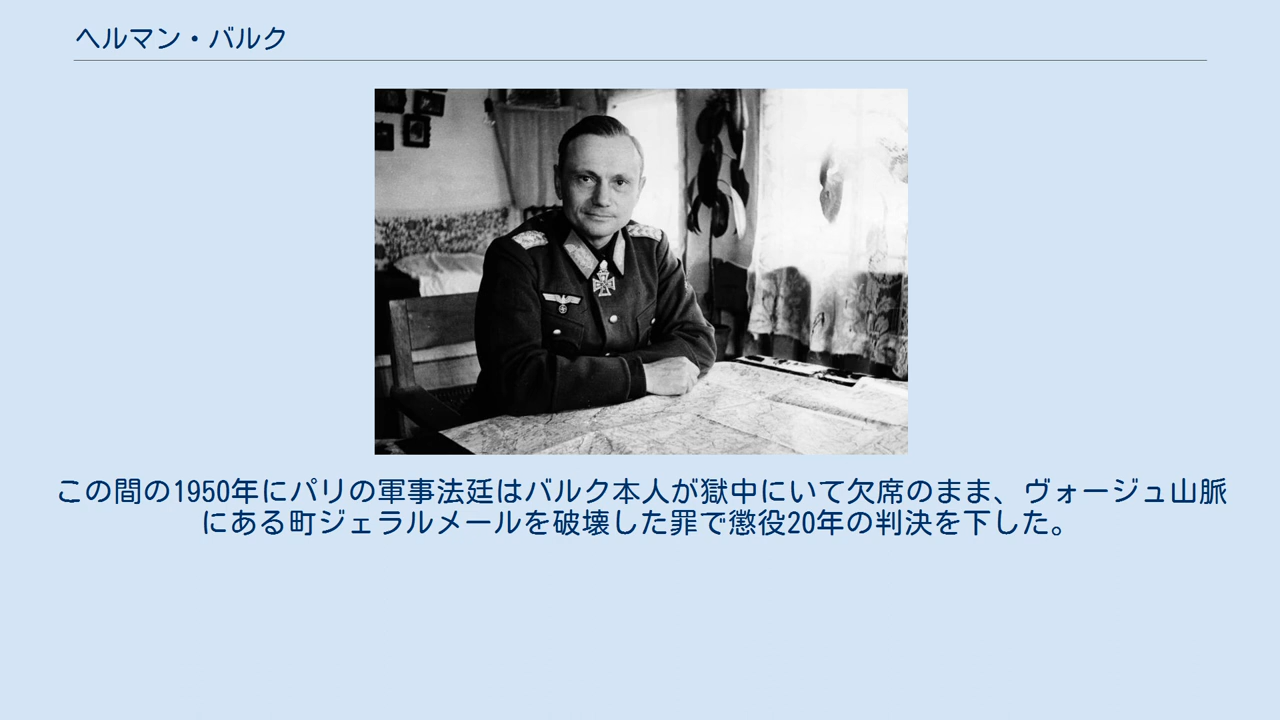 ヘルマン・バルク
この間の1950年にパリの軍事法廷はバルク本人が獄中にいて欠席のまま、ヴォージュ山脈
にある町ジェラルメールを破壊した罪で懲役20年の判決を下した。